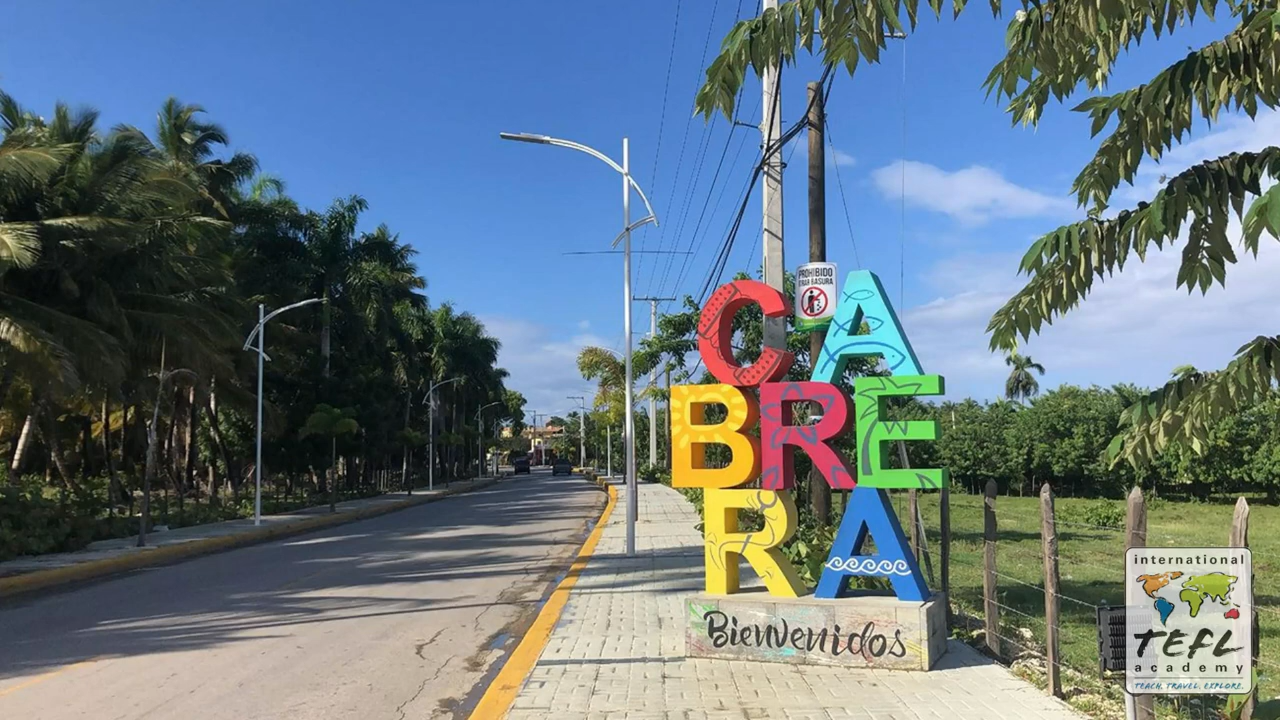 PROHIBIDO
TIRAR BASURA
CA
BRE
RA
Bienvenidos
international
TEFL
academy
TEACH. TRAVEL. EXPLORE.